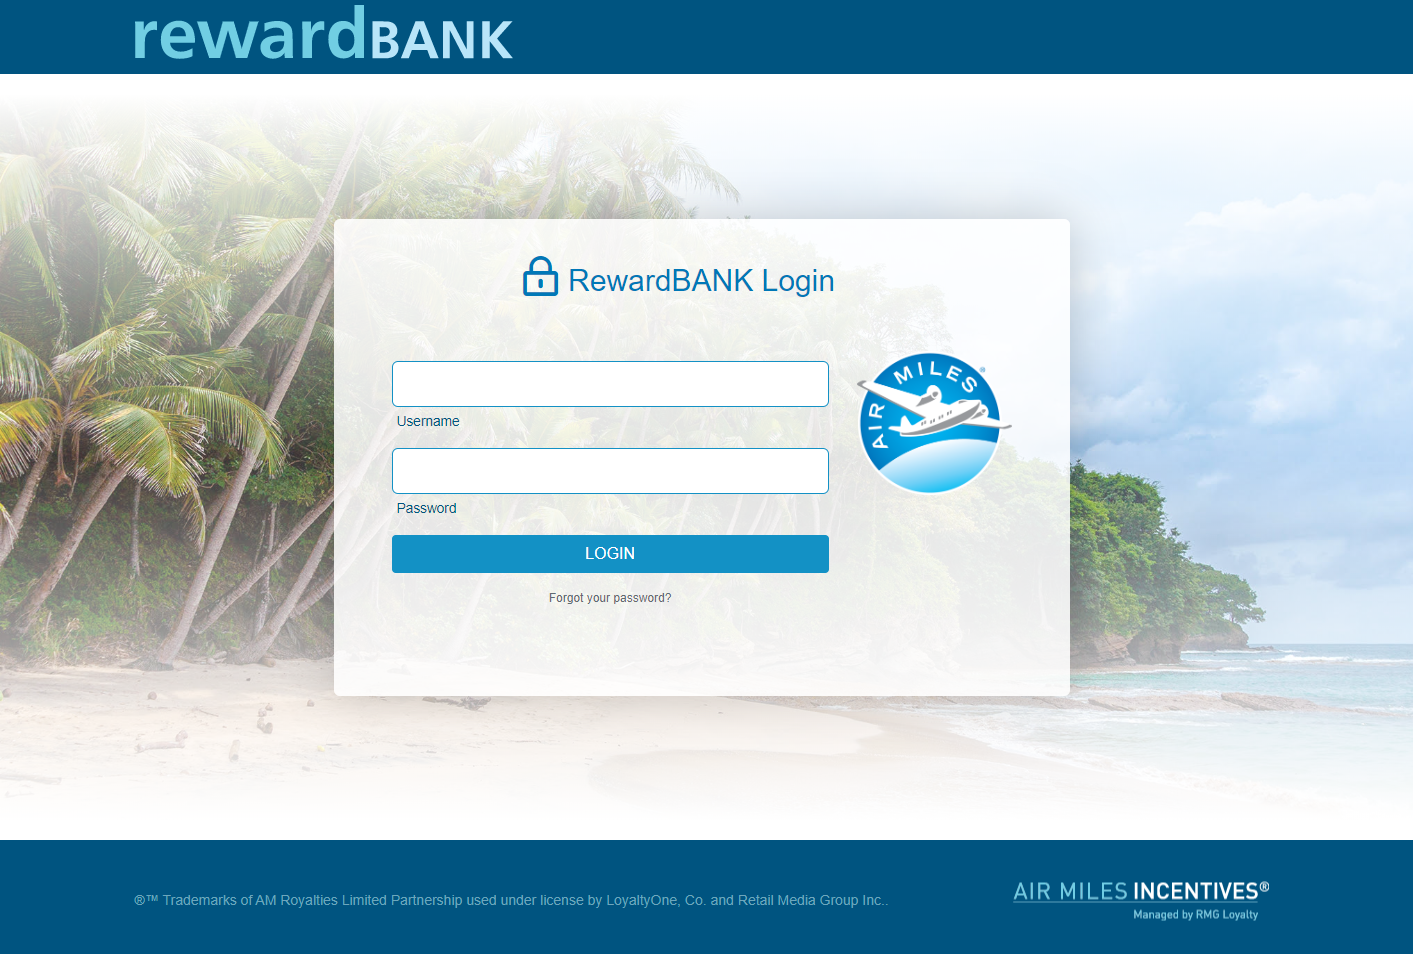 rewardBANK
RewardBANK Login
AIR MILES®
Username
Password
LOGIN
Forgot your password?
®™ Trademarks of AM Royalties Limited Partnership used under license by LoyaltyOne, Co. and Retail Media Group Inc..
AIR MILES INCENTIVES®
Managed by RMG Loyalty